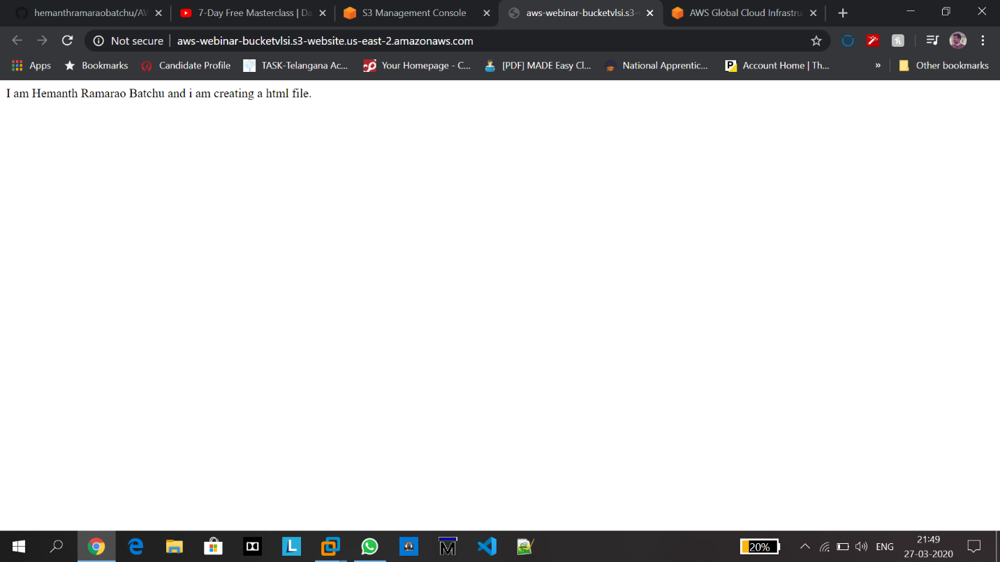 hemanthramaraobatchu/AW
7-Day Free Masterclass | Da
S3 Management Console
aws-webinar-bucketvlsi.s3-
AWS Global Cloud Infrastru
Not secure
aws-webinar-bucketvlsi.s3-website.us-east-2.amazonaws.com
Apps
Bookmarks
Candidate Profile
TASK-Telangana Ac...
Your Homepage - C...
[PDF] MADE Easy Cl...
National Apprentic...
Account Home | Th...
»
Other bookmarks
I am Hemanth Ramarao Batchu and i am creating a html file.
L
M
20%
ENG
21:49
27-03-2020